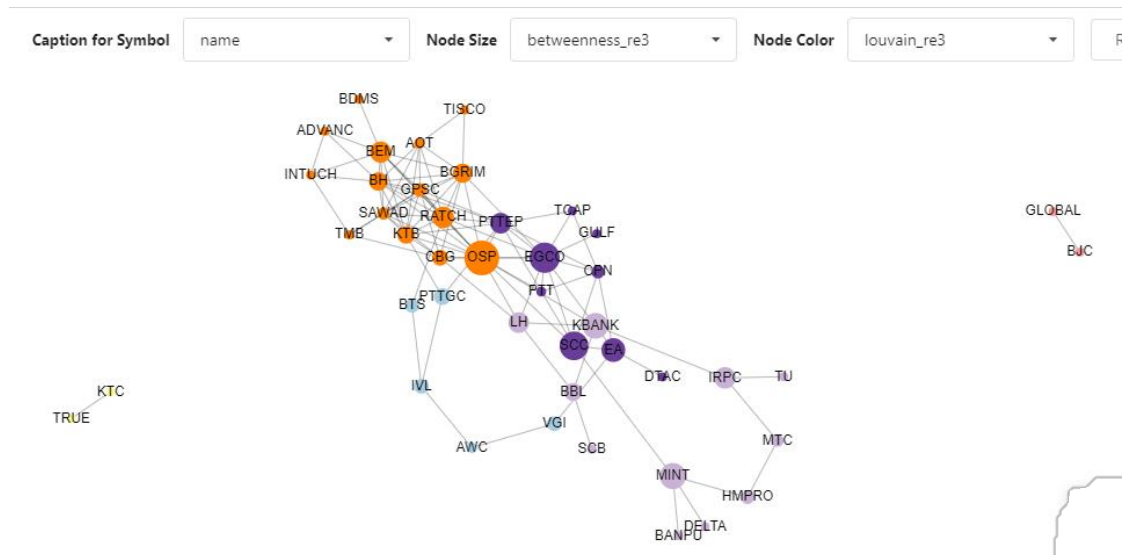 Caption for Symbol name Node Size betweenness_re3 Node Color louvain_re3 R
BDMS
TISCO
ADVANC
AOT
BEM
INTUCH
BGRIM
BH
GPSC
SAWAD
RATCH
TCAP
GLOBAL
PTTEP
TMB
KTB
GULF
CBG
OSP
EGCO
BJC
CPN
PTT
PTTGC
BTS
LH
KBANK
SCC
EA
DTAC
IRPC
TU
IVL
KTC
BBL
TRUE
VGI
AWC
SCB
MTC
MINT
HMPRO
DELTA
BANPU